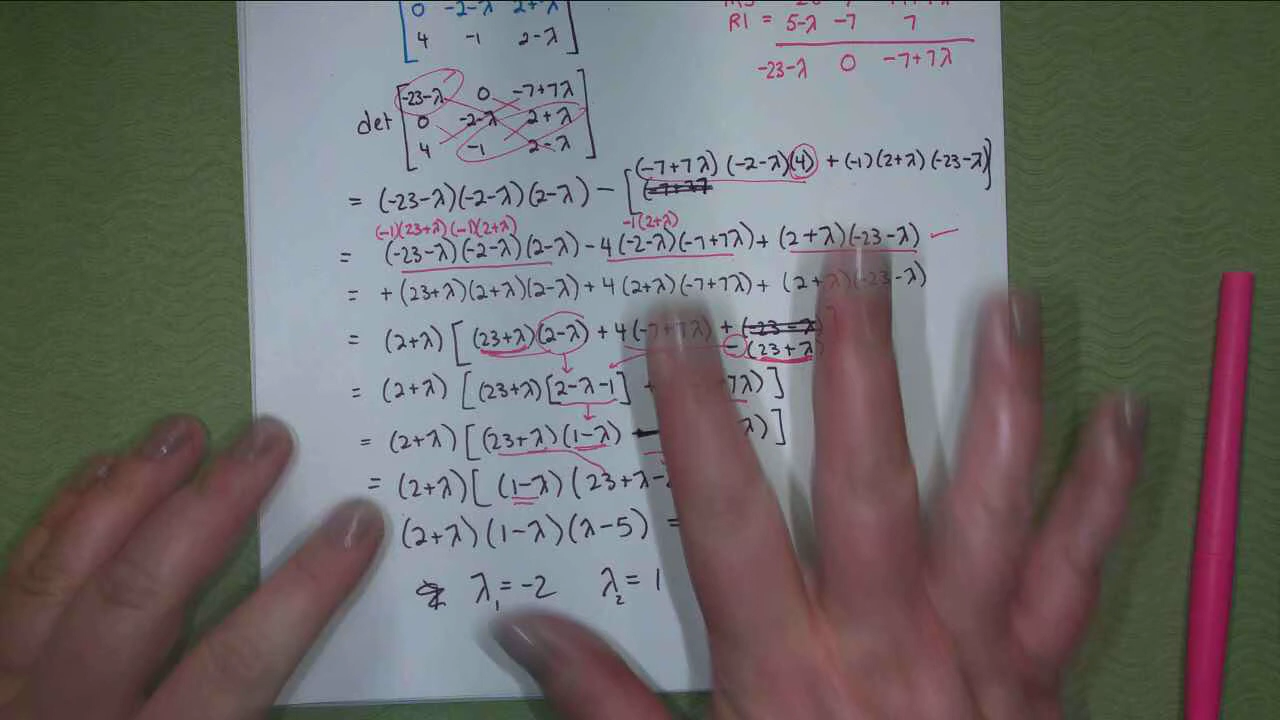 0 -2-λ 2+λ
4 -1 2-λ
R1 = 5-λ -7 7
-23-λ 0 -7+7λ
det [ -23-λ 0 -7+7λ
0 -2-λ 2+λ
4 -1 2-λ ]
= (-23-λ)(-2-λ)(2-λ) - [(-7+7λ)(-2-λ)(4) + (-1)(2+λ)(-23-λ)]
(-1)(23+λ)(-1)(2+λ) -1(2+λ)
= (-23-λ)(-2-λ)(2-λ) - 4(-2-λ)(-7+7λ) + (2+λ)(-23-λ)
= +(23+λ)(2+λ)(2-λ) + 4(2+λ)(-7+7λ) + (2+λ)(-23-λ)
= (2+λ)[(23+λ)(2-λ) + 4(-7+7λ) + (-23-λ)
-(23+λ)
= (2+λ)[(23+λ)[2-λ-1] + 7λ)]
= (2+λ)[(23+λ)(1-λ) λ)]
= (2+λ)[(1-λ)(23+λ-
(2+λ)(1-λ)(λ-5) =
λ₁ = -2 λ₂ = 1